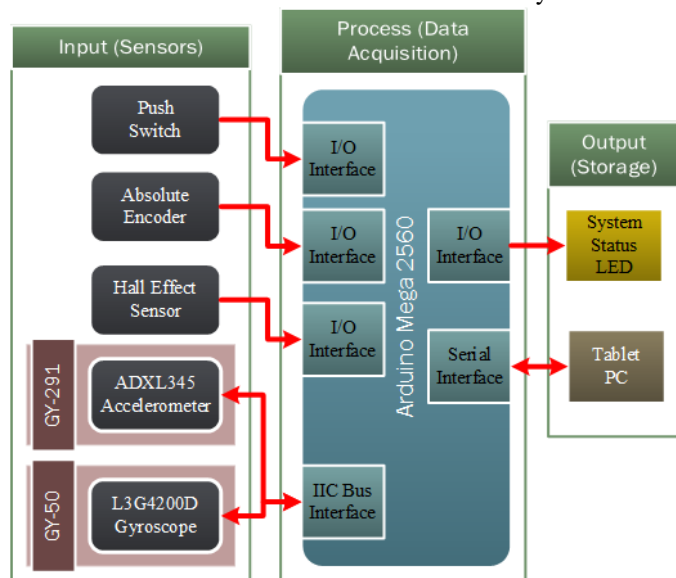 Input (Sensors)
Push
Switch
Absolute
Encoder
Hall Effect
Sensor
GY-291
ADXL345
Accelerometer
GY-50
L3G4200D
Gyroscope
Process (Data
Acquisition)
I/O
Interface
I/O
Interface
I/O
Interface
IIC Bus
Interface
Arduino Mega 2560
I/O
Interface
Serial
Interface
Output
(Storage)
System
Status
LED
Tablet
PC